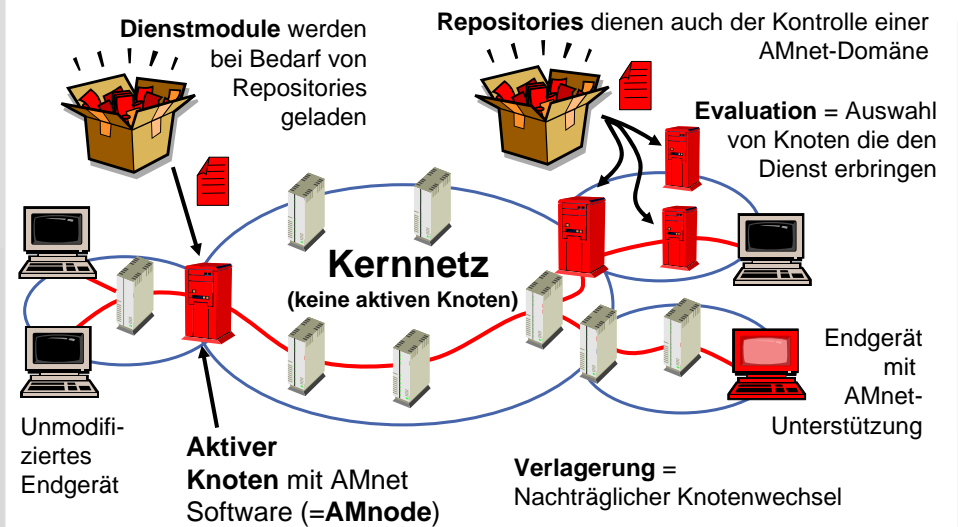 Dienstmodule werden
bei Bedarf von
Repositories
geladen
Repositories dienen auch der Kontrolle einer
AMnet-Domäne
Evaluation = Auswahl
von Knoten die den
Dienst erbringen
Kernnetz
(keine aktiven Knoten)
Unmodifi-
ziertes
Endgerät
Aktiver
Knoten mit AMnet
Software (=AMnode)
Verlagerung =
Nachträglicher Knotenwechsel
Endgerät
mit
AMnet-
Unterstützung